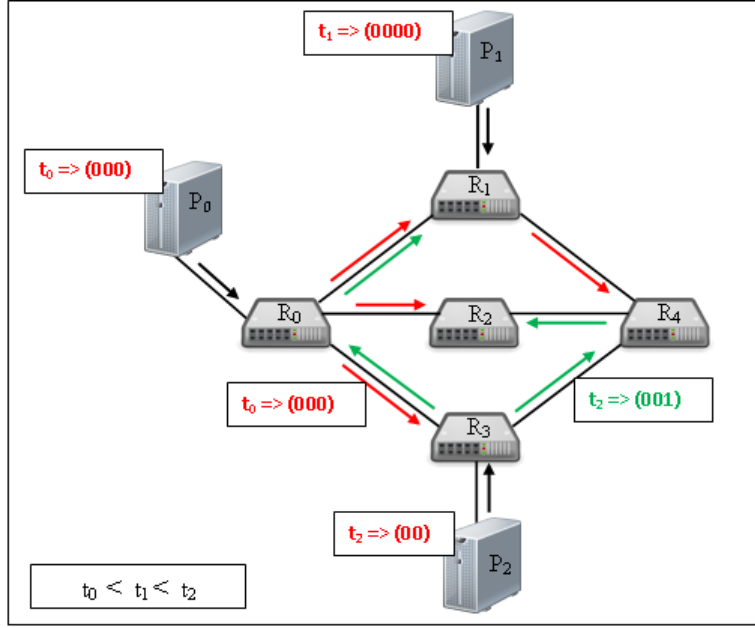 t₁ => (0000)
P₁
t₀ => (000)
P₀
R₁
R₀
R₂
R₄
t₀ => (000)
R₃
t₂ => (001)
t₂ => (00)
P₂
t₀ < t₁ < t₂